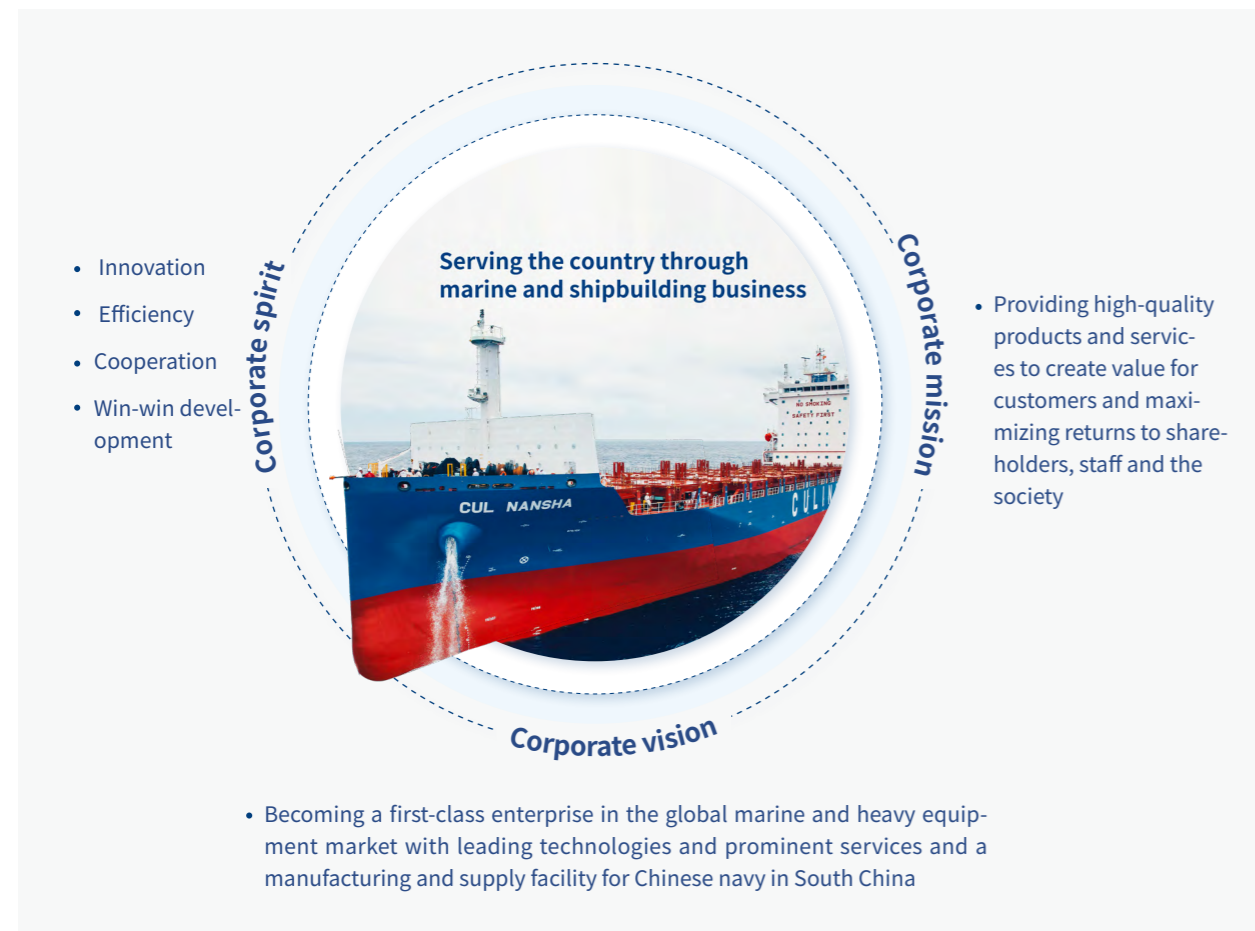 Serving the country through
marine and shipbuilding business
Corporate spirit
• Innovation
• Efficiency
• Cooperation
• Win-win devel-
opment
Corporate mission
• Providing high-quality
products and servic-
es to create value for
customers and maxi-
mizing returns to share-
holders, staff and the
society
NO SMOKING
SAFETY FIRST
CUL NANSHA
CULIN
Corporate vision
• Becoming a first-class enterprise in the global marine and heavy equip-
ment market with leading technologies and prominent services and a
manufacturing and supply facility for Chinese navy in South China